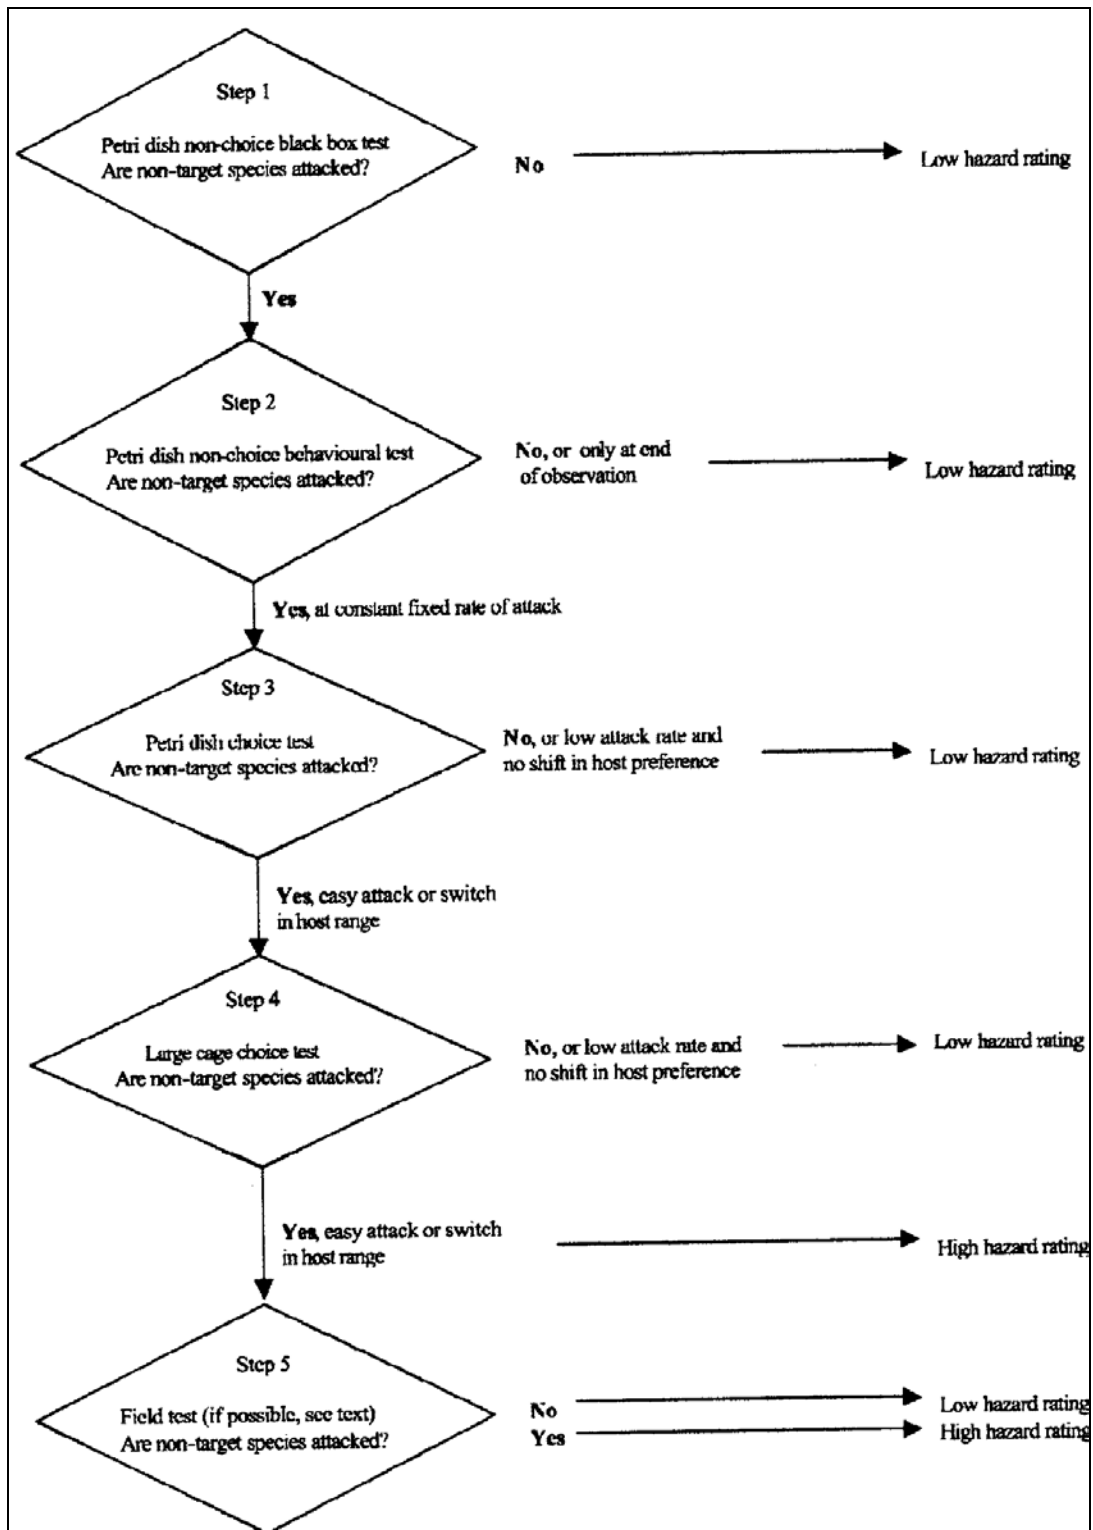 Step 1
Petri dish non-choice black box test
Are non-target species attacked?
No
Low hazard rating
Yes
Step 2
Petri dish non-choice behavioural test
Are non-target species attacked?
No, or only at end
of observation
Low hazard rating
Yes, at constant fixed rate of attack
Step 3
Petri dish choice test
Are non-target species attacked?
No, or low attack rate and
no shift in host preference
Low hazard rating
Yes, easy attack or switch
in host range
Step 4
Large cage choice test
Are non-target species attacked?
No, or low attack rate and
no shift in host preference
Low hazard rating
Yes, easy attack or switch
in host range
High hazard rating
Step 5
Field test (if possible, see text)
Are non-target species attacked?
No
Low hazard rating
Yes
High hazard rating